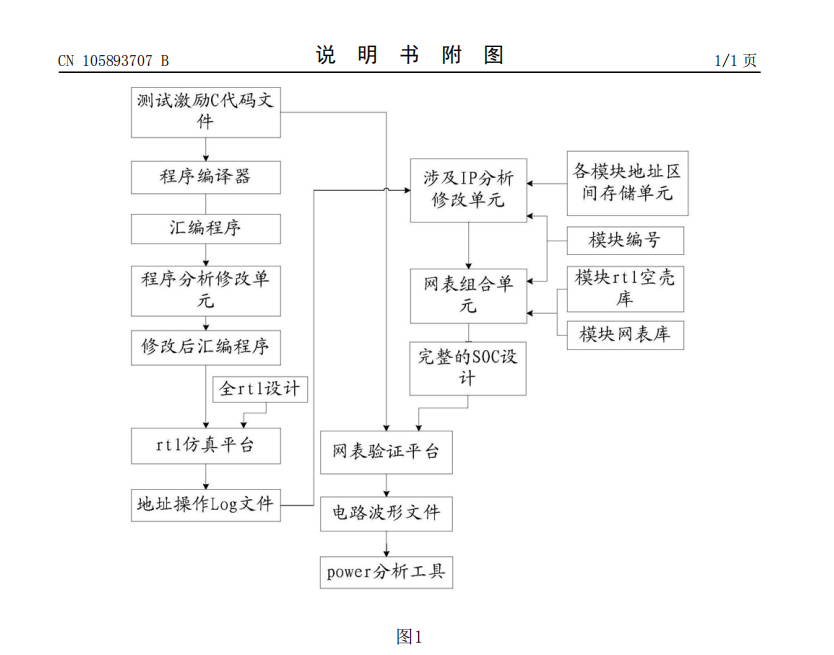 CN 105893707 B
说明书附图
1/1 页
测试激励C代码文
件
程序编译器
汇编程序
程序分析修改单
元
修改后汇编程序
全rtl设计
rtl仿真平台
地址操作Log文件
涉及IP分析
修改单元
各模块地址区
间存储单元
模块编号
网表组合单
元
模块rtl空壳
库
模块网表库
完整的SOC设
计
网表验证平台
电路波形文件
power分析工具
图1